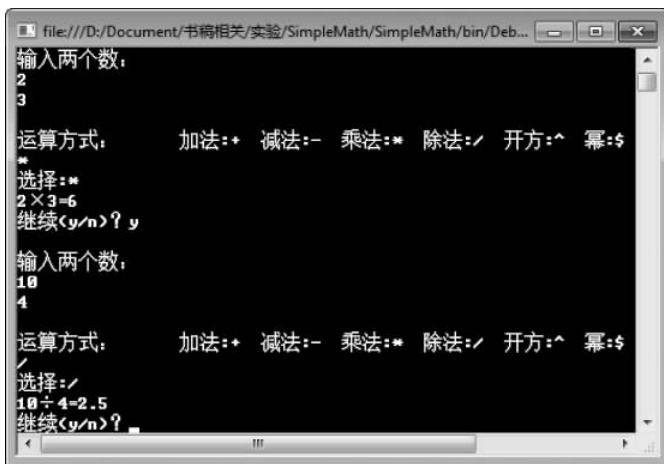 file:///D:/Document/书稿相关/实验/SimpleMath/SimpleMath/bin/Deb...
输入两个数：
2
3
运算方式： 加法:+ 减法:- 乘法:* 除法:/ 开方:^ 幂:$
*
选择:*
2×3=6
继续(y/n)? y
输入两个数：
10
4
运算方式： 加法:+ 减法:- 乘法:* 除法:/ 开方:^ 幂:$
/
选择:/
10÷4=2.5
继续(y/n)? _